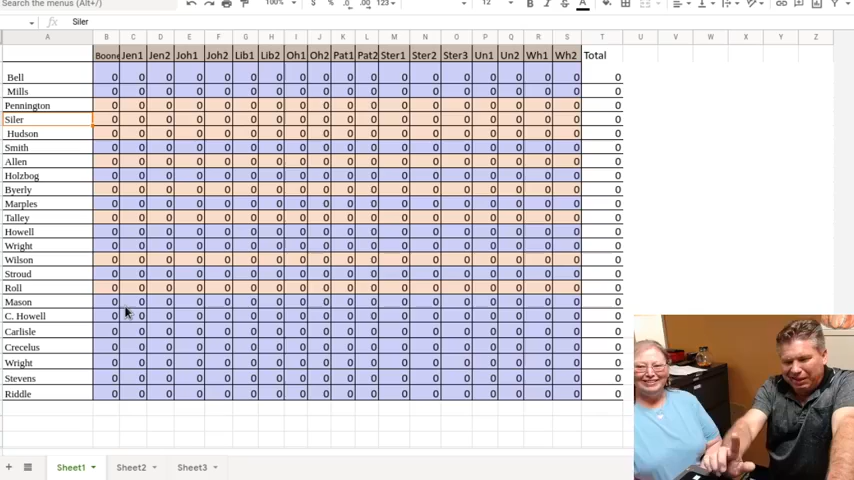 Search the menus (Alt+/) 100% $ % .0 .00 123 12 B I S A
fx Siler
A B C D E F G H I J K L M N O P Q R S T U V W X Y Z
Boone Jen1 Jen2 Joh1 Joh2 Lib1 Lib2 Oh1 Oh2 Pat1 Pat2 Ster1 Ster2 Ster3 Un1 Un2 Wh1 Wh2 Total
Bell 0 0 0 0 0 0 0 0 0 0 0 0 0 0 0 0 0 0 0
Mills 0 0 0 0 0 0 0 0 0 0 0 0 0 0 0 0 0 0 0
Pennington 0 0 0 0 0 0 0 0 0 0 0 0 0 0 0 0 0 0 0
Siler 0 0 0 0 0 0 0 0 0 0 0 0 0 0 0 0 0 0 0
Hudson 0 0 0 0 0 0 0 0 0 0 0 0 0 0 0 0 0 0 0
Smith 0 0 0 0 0 0 0 0 0 0 0 0 0 0 0 0 0 0 0
Allen 0 0 0 0 0 0 0 0 0 0 0 0 0 0 0 0 0 0 0
Holzbog 0 0 0 0 0 0 0 0 0 0 0 0 0 0 0 0 0 0 0
Byerly 0 0 0 0 0 0 0 0 0 0 0 0 0 0 0 0 0 0 0
Marples 0 0 0 0 0 0 0 0 0 0 0 0 0 0 0 0 0 0 0
Talley 0 0 0 0 0 0 0 0 0 0 0 0 0 0 0 0 0 0 0
Howell 0 0 0 0 0 0 0 0 0 0 0 0 0 0 0 0 0 0 0
Wright 0 0 0 0 0 0 0 0 0 0 0 0 0 0 0 0 0 0 0
Wilson 0 0 0 0 0 0 0 0 0 0 0 0 0 0 0 0 0 0 0
Stroud 0 0 0 0 0 0 0 0 0 0 0 0 0 0 0 0 0 0 0
Roll 0 0 0 0 0 0 0 0 0 0 0 0 0 0 0 0 0 0 0
Mason 0 0 0 0 0 0 0 0 0 0 0 0 0 0 0 0 0 0 0
C. Howell 0 0 0 0 0 0 0 0 0 0 0 0 0 0 0 0 0 0 0
Carlisle 0 0 0 0 0 0 0 0 0 0 0 0 0 0 0 0 0 0 0
Crecelus 0 0 0 0 0 0 0 0 0 0 0 0 0 0 0 0 0 0 0
Wright 0 0 0 0 0 0 0 0 0 0 0 0 0 0 0 0 0 0 0
Stevens 0 0 0 0 0 0 0 0 0 0 0 0 0 0 0 0 0 0 0
Riddle 0 0 0 0 0 0 0 0 0 0 0 0 0 0 0 0 0 0 0
Sheet1 Sheet2 Sheet3